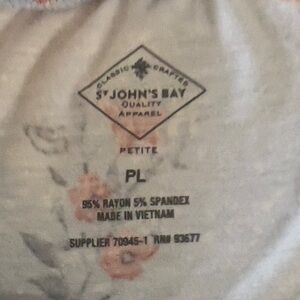 CLASSIC CRAFTED
ST JOHN'S BAY
QUALITY
APPAREL
PETITE
PL
95% RAYON 5% SPANDEX
MADE IN VIETNAM
SUPPLIER 70945-1 RN# 93677